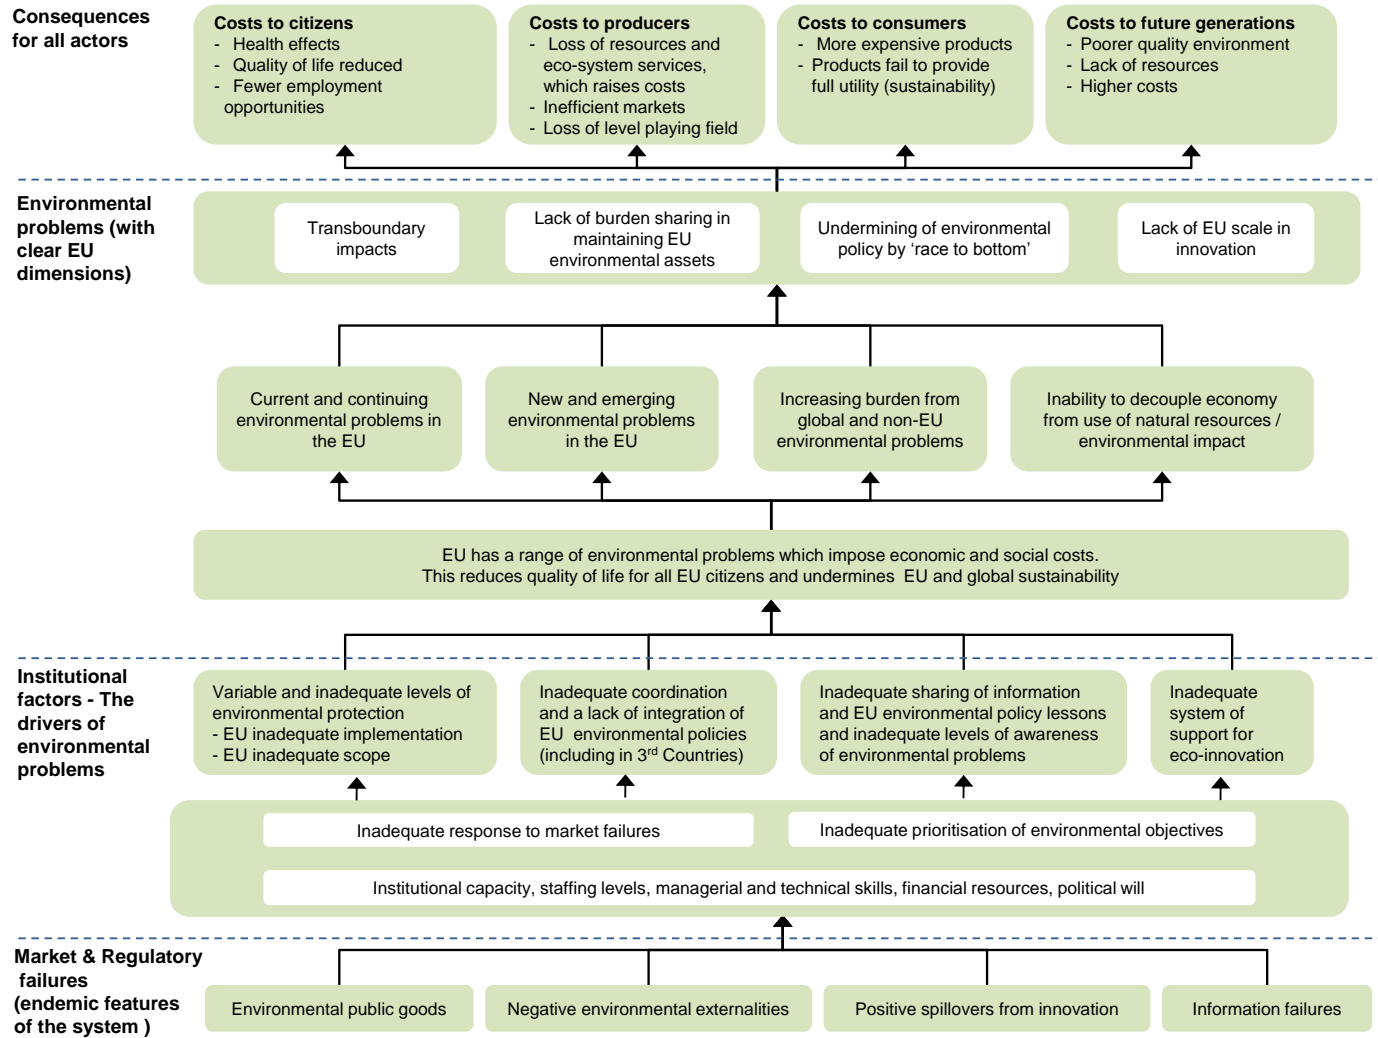 Consequences
for all actors
Costs to citizens
- Health effects
- Quality of life reduced
- Fewer employment
opportunities
Costs to producers
- Loss of resources and
eco-system services,
which raises costs
- Inefficient markets
- Loss of level playing field
Costs to consumers
- More expensive products
- Products fail to provide
full utility (sustainability)
Costs to future generations
- Poorer quality environment
- Lack of resources
- Higher costs
Environmental
problems (with
clear EU
dimensions)
Transboundary
impacts
Lack of burden sharing in
maintaining EU
environmental assets
Undermining of environmental
policy by ‘race to bottom’
Lack of EU scale in
innovation
Current and continuing
environmental problems in
the EU
New and emerging
environmental problems
in the EU
Increasing burden from
global and non-EU
environmental problems
Inability to decouple economy
from use of natural resources /
environmental impact
EU has a range of environmental problems which impose economic and social costs.
This reduces quality of life for all EU citizens and undermines EU and global sustainability
Institutional
factors - The
drivers of
environmental
problems
Variable and inadequate levels of
environmental protection
- EU inadequate implementation
- EU inadequate scope
Inadequate coordination
and a lack of integration of
EU environmental policies
(including in 3rd Countries)
Inadequate sharing of information
and EU environmental policy lessons
and inadequate levels of awareness
of environmental problems
Inadequate
system of
support for
eco-innovation
Inadequate response to market failures
Inadequate prioritisation of environmental objectives
Institutional capacity, staffing levels, managerial and technical skills, financial resources, political will
Market & Regulatory
failures
(endemic features
of the system )
Environmental public goods
Negative environmental externalities
Positive spillovers from innovation
Information failures